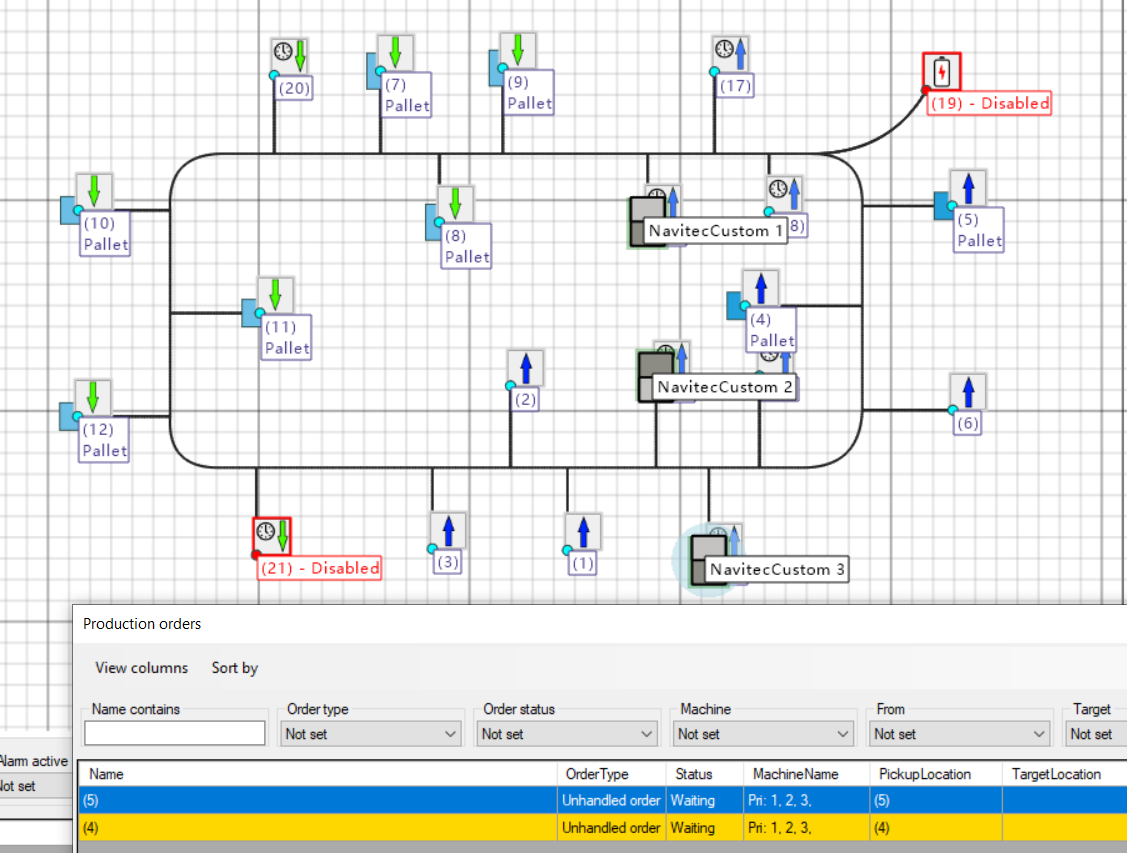 (20)
(7)
Pallet
(9)
Pallet
(17)
(19) - Disabled
(10)
Pallet
(8)
Pallet
NavitecCustom 1
8)
(5)
Pallet
(11)
Pallet
(4)
Pallet
(2)
NavitecCustom 2
(12)
Pallet
(6)
(21) - Disabled
(3)
(1)
NavitecCustom 3
Production orders
View columns Sort by
Name contains Order type Order status Machine From Target
Not set Not set Not set Not set Not set
Alarm active
Not set
Name OrderType Status MachineName PickupLocation TargetLocation
(5) Unhandled order Waiting Pri: 1, 2, 3, (5)
(4) Unhandled order Waiting Pri: 1, 2, 3, (4)